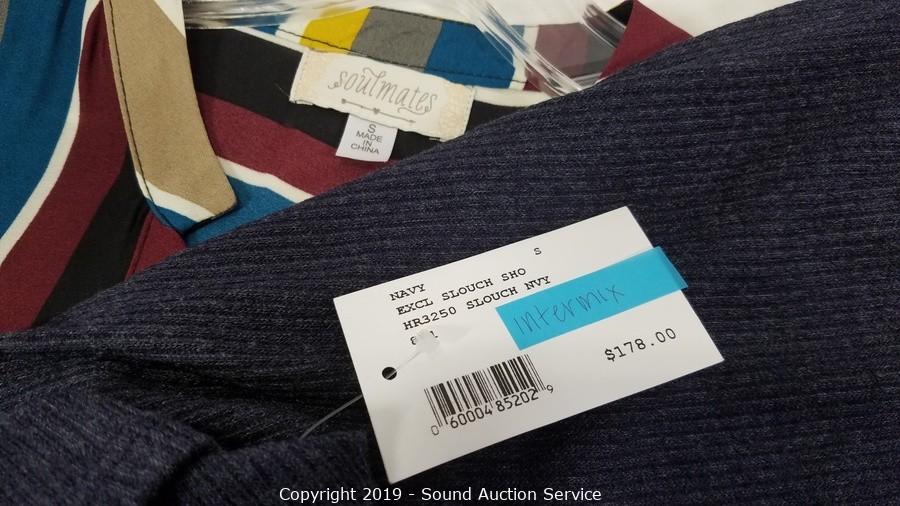 soulmates
S
MADE
IN
CHINA
S
NAVY
EXCL SLOUCH SHO
HR3250 SLOUCH NVY
intermix
$178.00
0 60004 85202 9
Copyright 2019 - Sound Auction Service